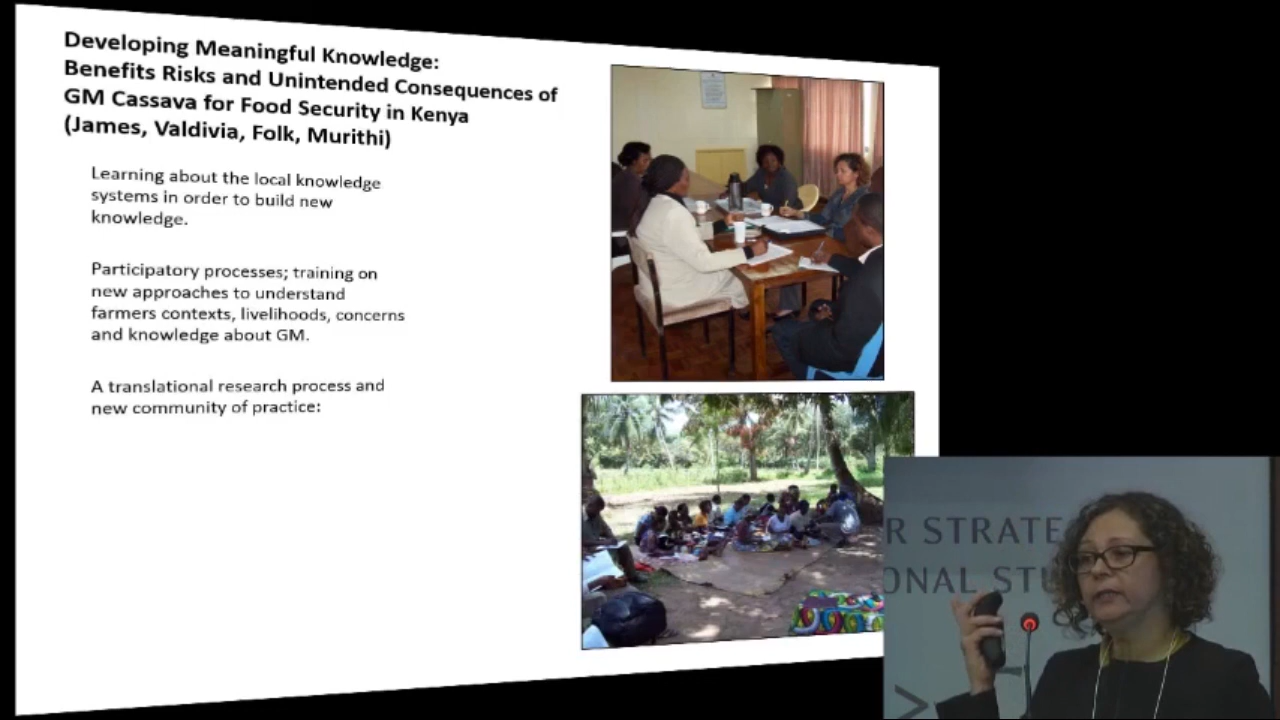 Developing Meaningful Knowledge:
Benefits Risks and Unintended Consequences of
GM Cassava for Food Security in Kenya
(James, Valdivia, Folk, Murithi)
Learning about the local knowledge
systems in order to build new
knowledge.
Participatory processes; training on
new approaches to understand
farmers contexts, livelihoods, concerns
and knowledge about GM.
A translational research process and
new community of practice:
R STRATE
ONAL STU